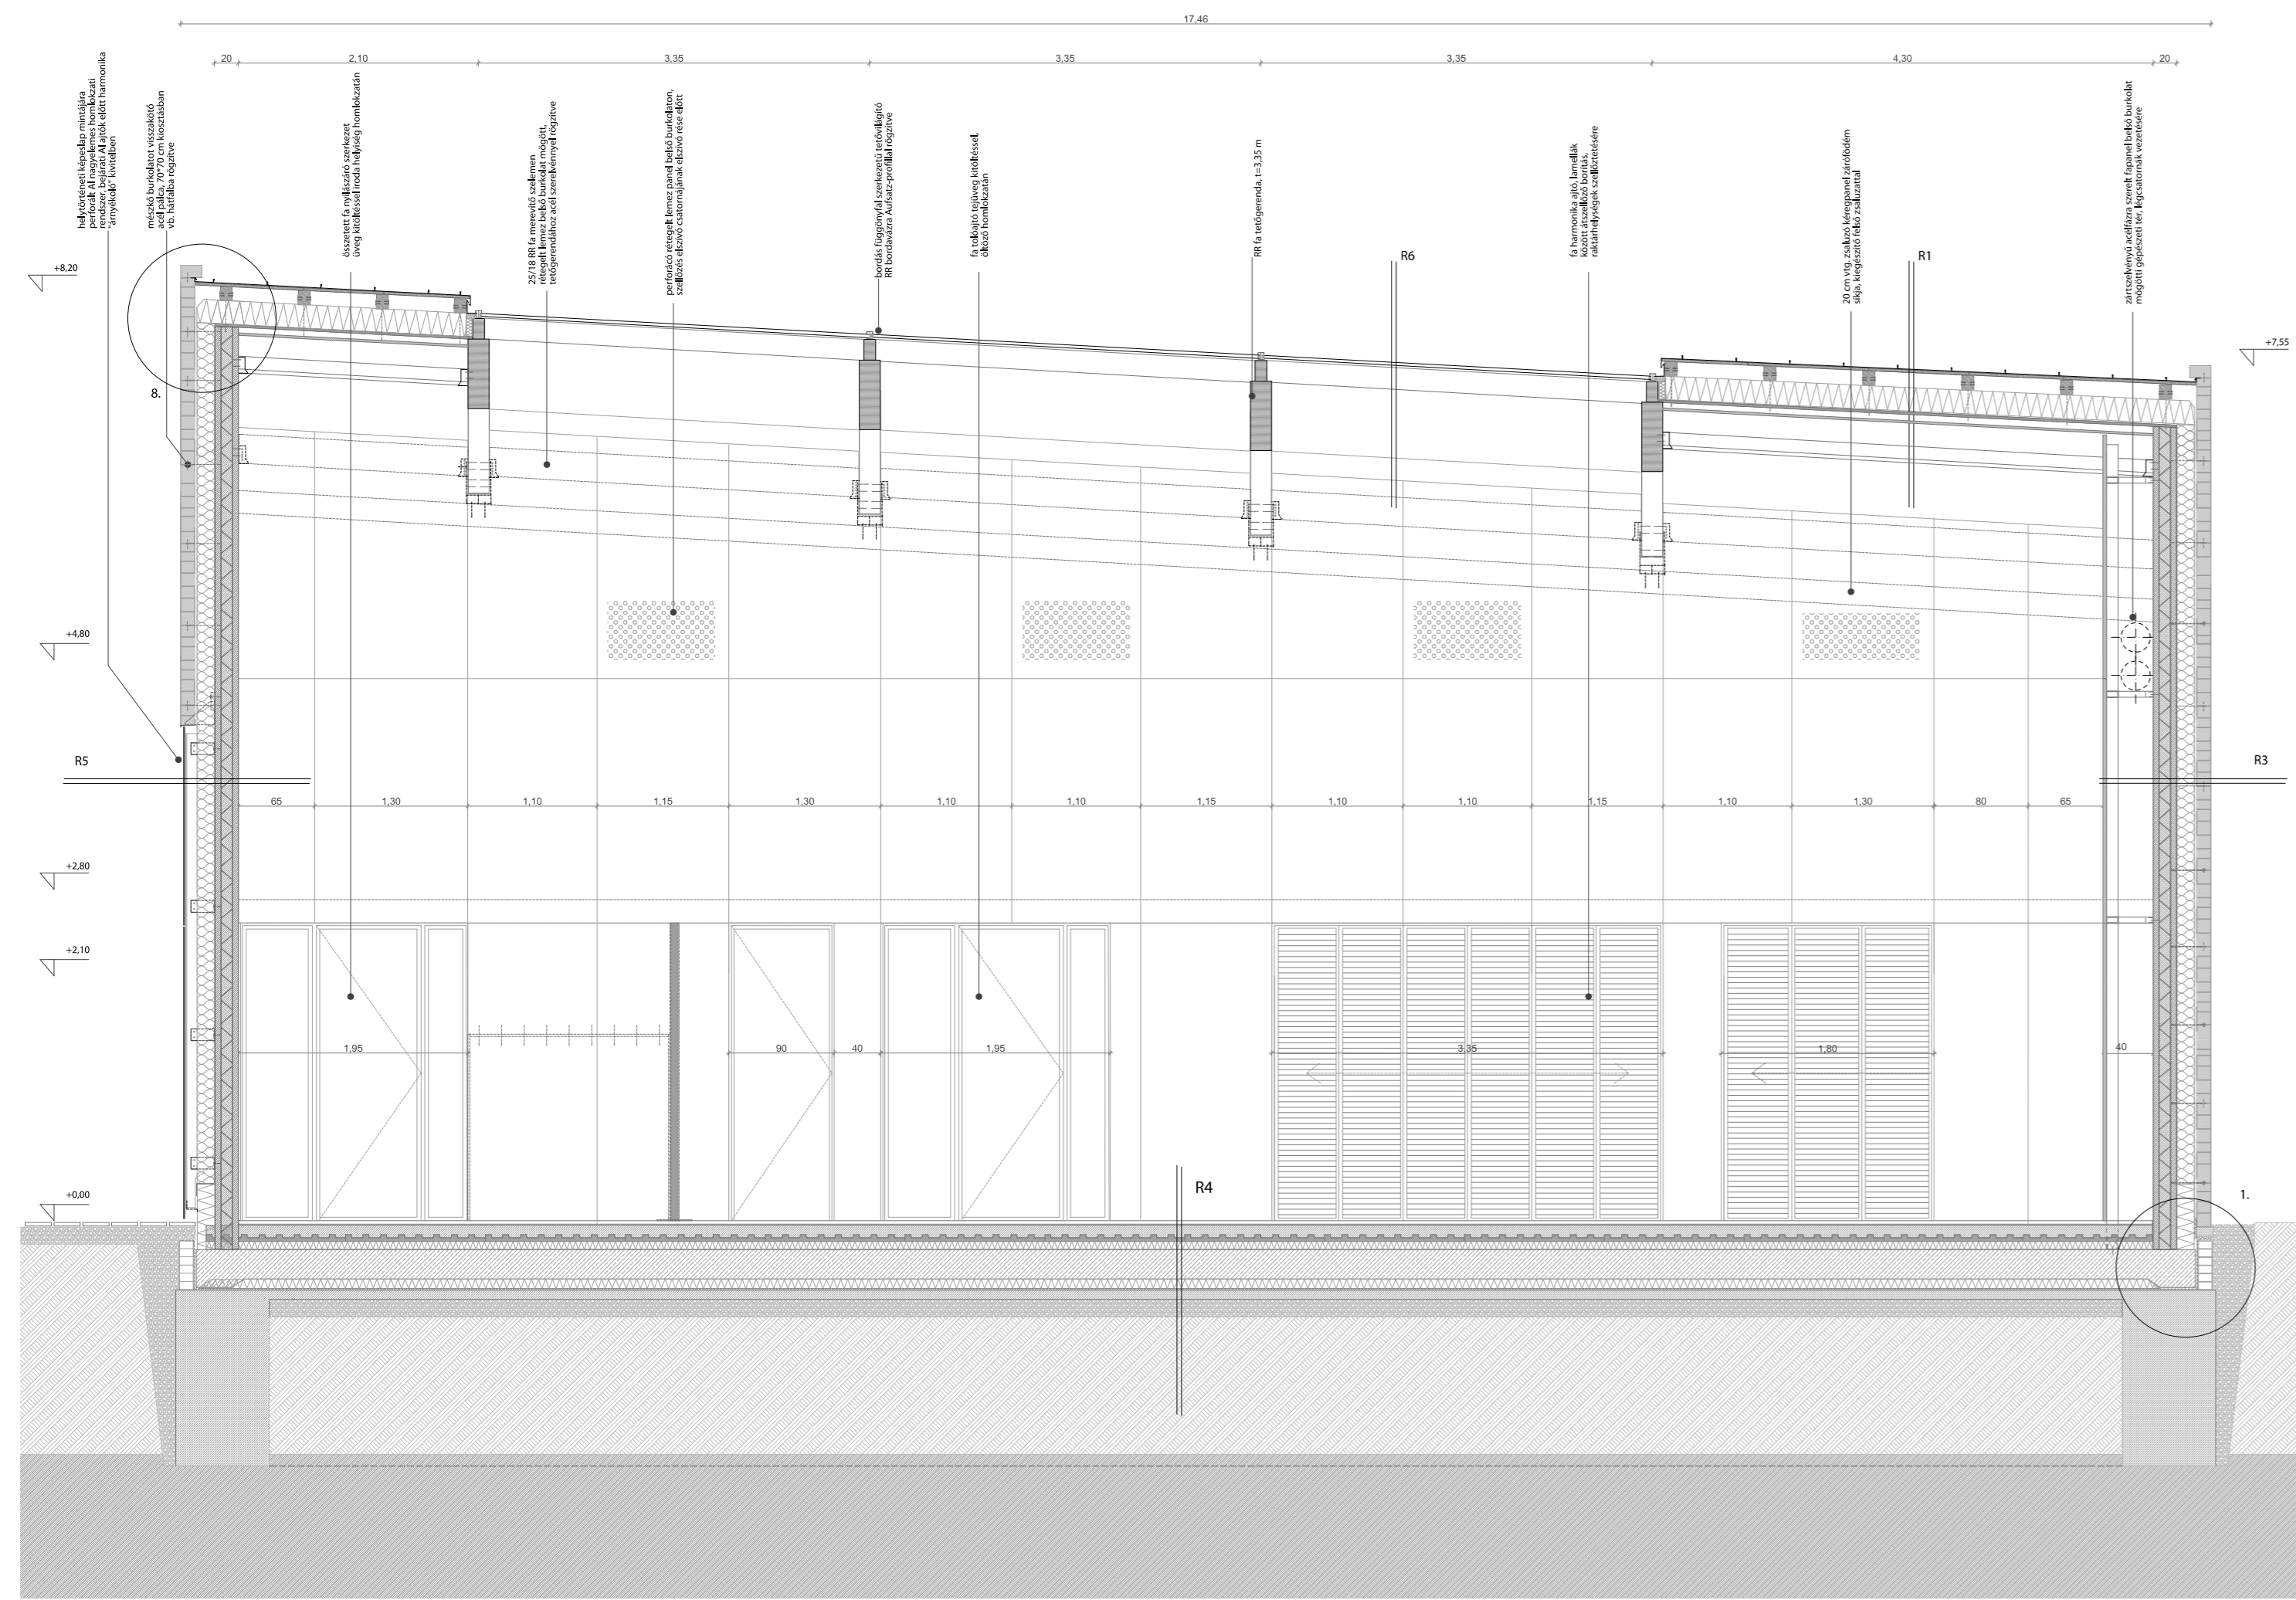 17,46
20
2,10
3,35
3,35
3,35
4,30
20
helytörténeti képeslap mintájára
perforált Al nagyelemes homlokzati
rendszer, bejárati Al ajtók előtt harmonika
"árnyékoló" kivitelben
mészkő burkolatot visszakötő
acél pálca, 70*70 cm kiosztásban
vb. hátfalba rögzítve
összetett fa nyílászáró szerkezet
üveg kitöltéssel iroda helyiség homlokzatán
25/18 RR fa merevítő szelemen
rétegelt lemez belső burkolat mögött,
tetőgerendához acél szerelvénnyel rögzítve
perforácó rétegelt lemez panel belső burkolaton,
szellőzés elszívó csatornájának elszívó rése előtt
bordás függönyfal szerkezetű tetővilágító
RR bordavázra Aufsatz-profillal rögzítve
fa tolóajtó tejüveg kitöltéssel,
öltöző homlokzatán
RR fa tetőgerenda, t=3,35 m
fa harmonika ajtó, lamellák
között átszellőző borítás,
raktárhelységek szellőztetésére
20 cm vtg. zsaluzó kéregpanel zárófödém
síkja, kiegészítő felső zsaluzattal
zártszelvényű acélfázra szerelt fapanel belső burkolat
mögötti gépészeti tér, légcsatornák vezetésére
R6
R1
+8,20
+7,55
8.
+4,80
R5
R3
65
1,30
1,10
1,15
1,30
1,10
1,10
1,15
1,10
1,10
1,15
1,10
1,30
80
65
+2,80
+2,10
1,95
90
40
1,95
3,35
1,80
40
+0,00
R4
1.